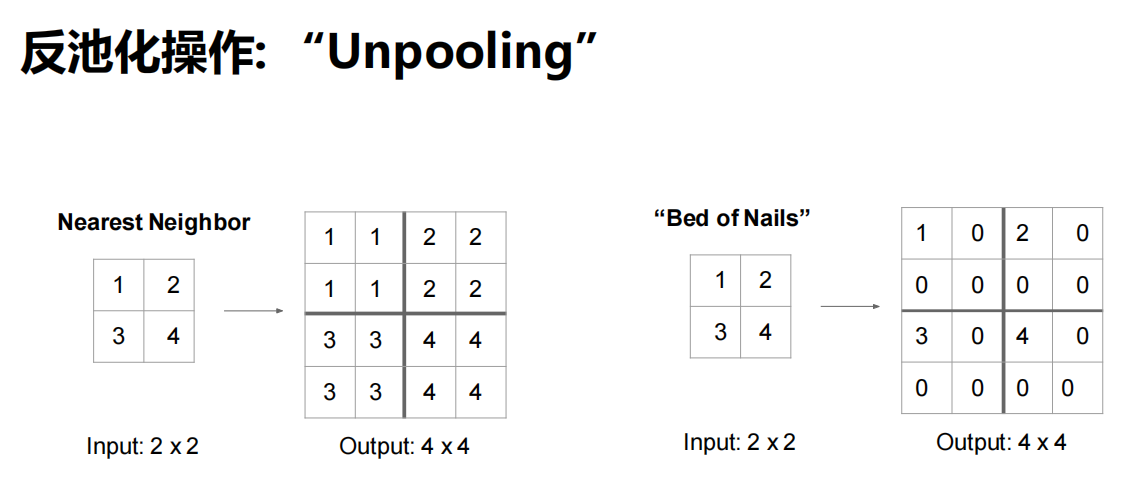 反池化操作: “Unpooling”
Nearest Neighbor
1 2
3 4
Input: 2 x 2
1 1 2 2
1 1 2 2
3 3 4 4
3 3 4 4
Output: 4 x 4
“Bed of Nails”
1 2
3 4
Input: 2 x 2
1 0 2 0
0 0 0 0
3 0 4 0
0 0 0 0
Output: 4 x 4